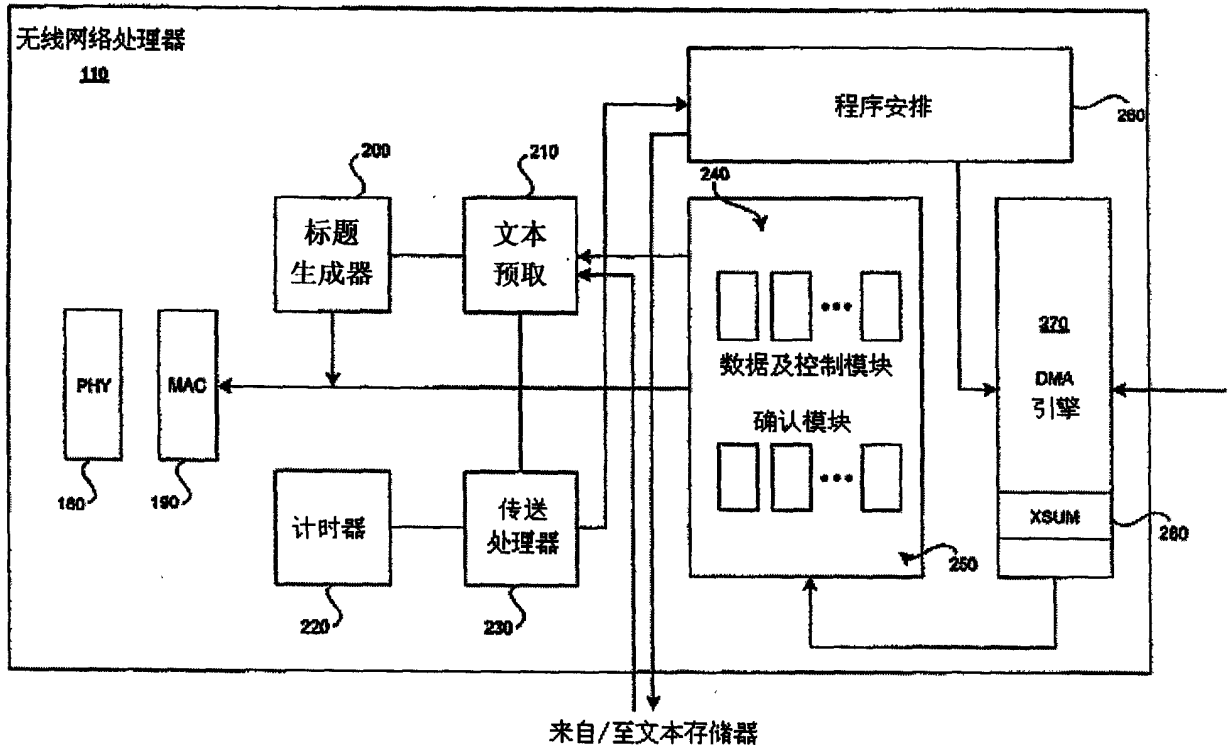 无线网络处理器
110
程序安排
260
200
210
240
标题
生成器
文本
预取
270
DMA
引擎
PHY
MAC
数据及控制模块
确认模块
180
190
计时器
传送
处理器
XSUM
280
250
220
230
来自/至文本存储器